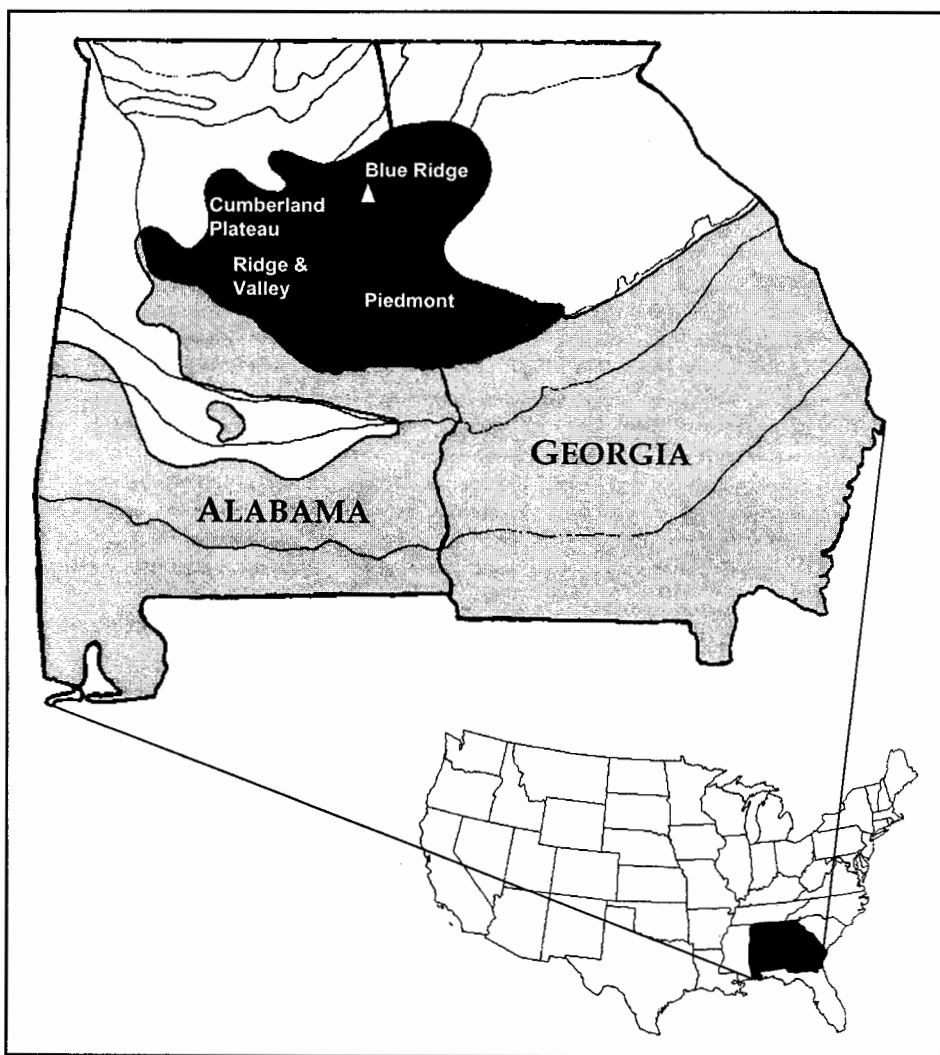 Blue Ridge
Cumberland
Plateau
Ridge &
Valley
Piedmont
GEORGIA
ALABAMA